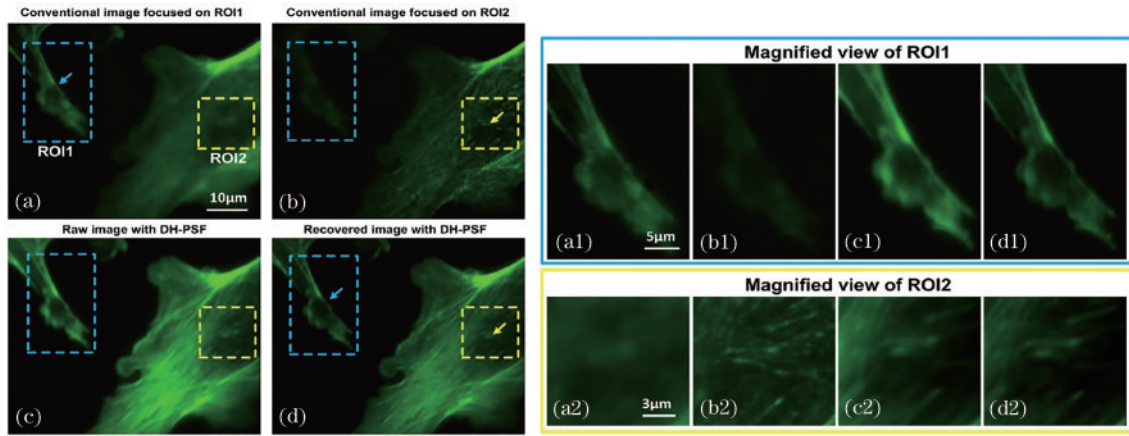 Conventional image focused on ROI1
Conventional image focused on ROI2
ROI1
ROI2
(a)
10μm
(b)
Raw image with DH-PSF
Recovered image with DH-PSF
(c)
(d)
Magnified view of ROI1
(a1)
5μm
(b1)
(c1)
(d1)
Magnified view of ROI2
(a2)
3μm
(b2)
(c2)
(d2)